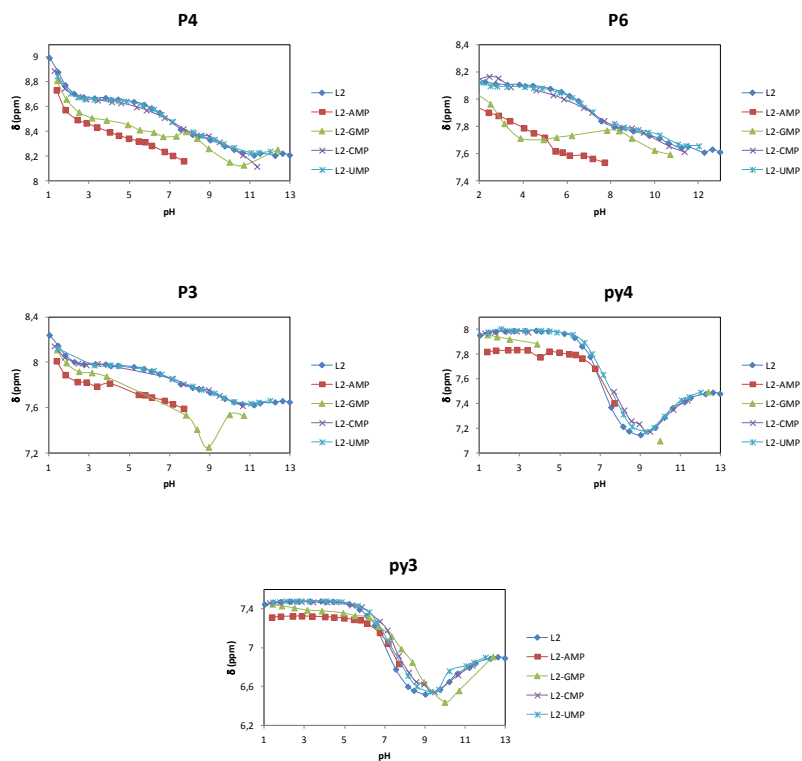 P4
9
8,8
8,6
8,4
8,2
8
δ (ppm)
1 3 5 7 9 11 13
pH
L2
L2-AMP
L2-GMP
L2-CMP
L2-UMP
P6
8,4
8,2
8
7,8
7,6
7,4
δ (ppm)
2 4 6 8 10 12
pH
L2
L2-AMP
L2-GMP
L2-CMP
L2-UMP
P3
8,4
8
7,6
7,2
δ (ppm)
1 3 5 7 9 11 13
pH
L2
L2-AMP
L2-GMP
L2-CMP
L2-UMP
py4
8
7,8
7,6
7,4
7,2
7
δ (ppm)
1 3 5 7 9 11 13
pH
L2
L2-AMP
L2-GMP
L2-CMP
L2-UMP
py3
7,4
7
6,6
6,2
δ (ppm)
1 3 5 7 9 11 13
pH
L2
L2-AMP
L2-GMP
L2-CMP
L2-UMP